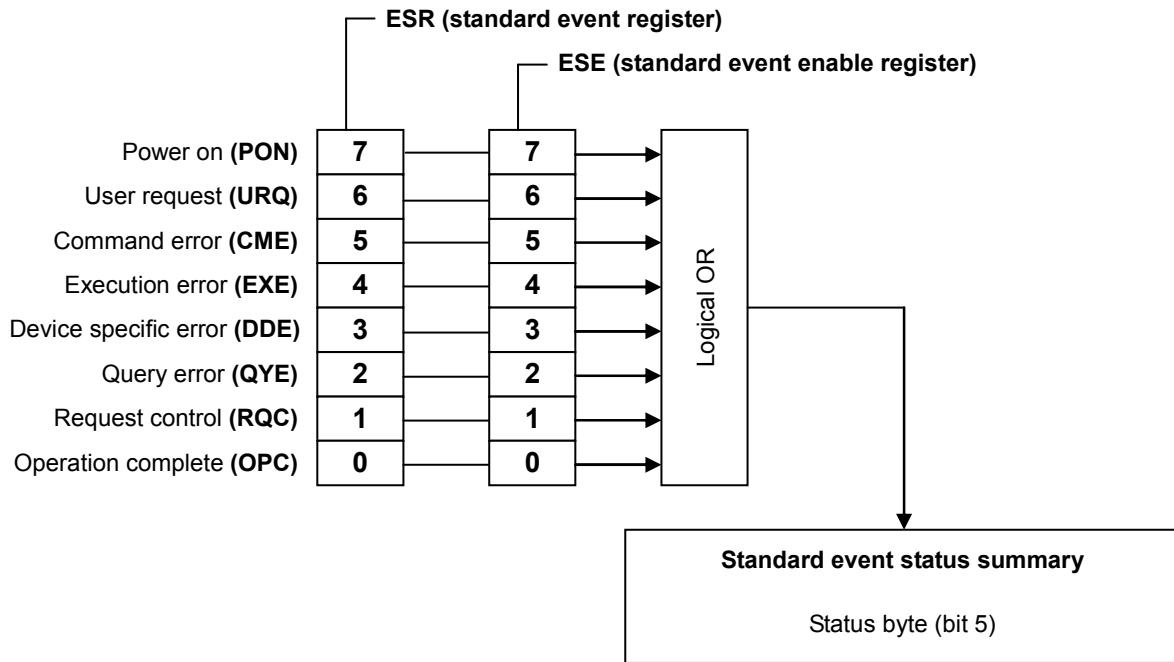 ESR (standard event register)
ESE (standard event enable register)
Power on (PON) 7 7
User request (URQ) 6 6
Command error (CME) 5 5
Execution error (EXE) 4 4
Device specific error (DDE) 3 3
Query error (QYE) 2 2
Request control (RQC) 1 1
Operation complete (OPC) 0 0
Logical OR
Standard event status summary
Status byte (bit 5)